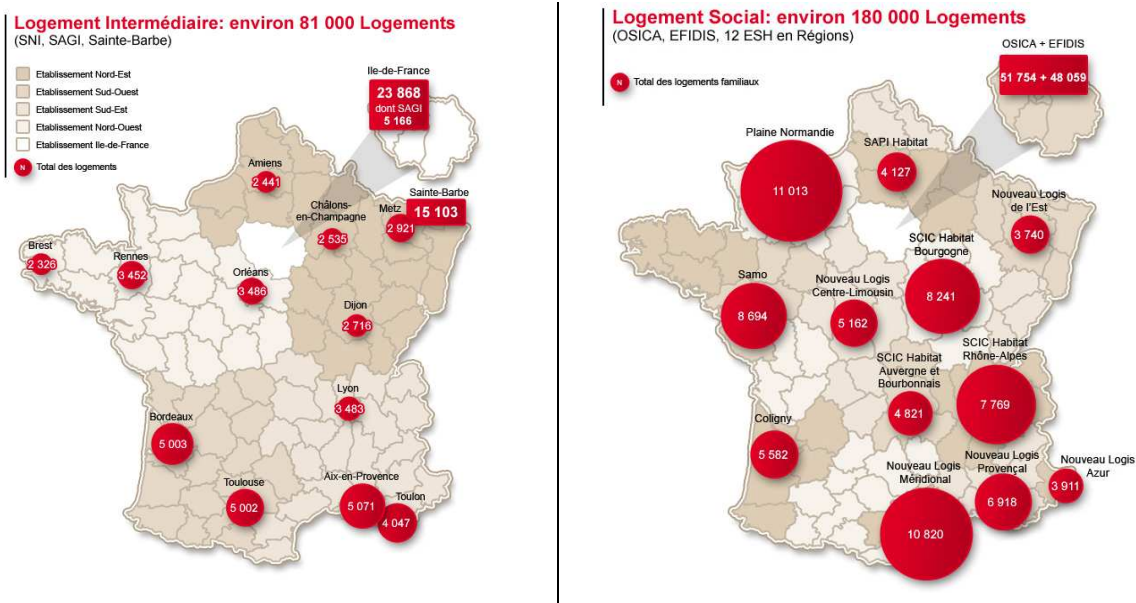 Logement Intermédiaire: environ 81 000 Logements
(SNI, SAGI, Sainte-Barbe)
Etablissement Nord-Est
Etablissement Sud-Ouest
Etablissement Sud-Est
Etablissement Nord-Ouest
Etablissement Ile-de-France
N Total des logements
Ile-de-France
23 868
dont SAGI
5 166
Amiens
2 441
Sainte-Barbe
15 103
Châlons-
en-Champagne
2 535
Metz
2 921
Brest
2 326
Rennes
3 452
Orléans
3 486
Dijon
2 716
Lyon
3 483
Bordeaux
5 003
Toulouse
5 002
Aix-en-Provence
5 071
Toulon
4 047
Logement Social: environ 180 000 Logements
(OSICA, EFIDIS, 12 ESH en Régions)
N Total des logements familiaux
OSICA + EFIDIS
51 754 + 48 059
Plaine Normandie
11 013
SAPI Habitat
4 127
Nouveau Logis
de l'Est
3 740
SCIC Habitat
Bourgogne
8 241
Samo
8 694
Nouveau Logis
Centre-Limousin
5 162
SCIC Habitat
Rhône-Alpes
7 769
SCIC Habitat
Auvergne et
Bourbonnais
4 821
Coligny
5 582
Nouveau Logis
Méridional
10 820
Nouveau Logis
Provençal
6 918
Nouveau Logis
Azur
3 911